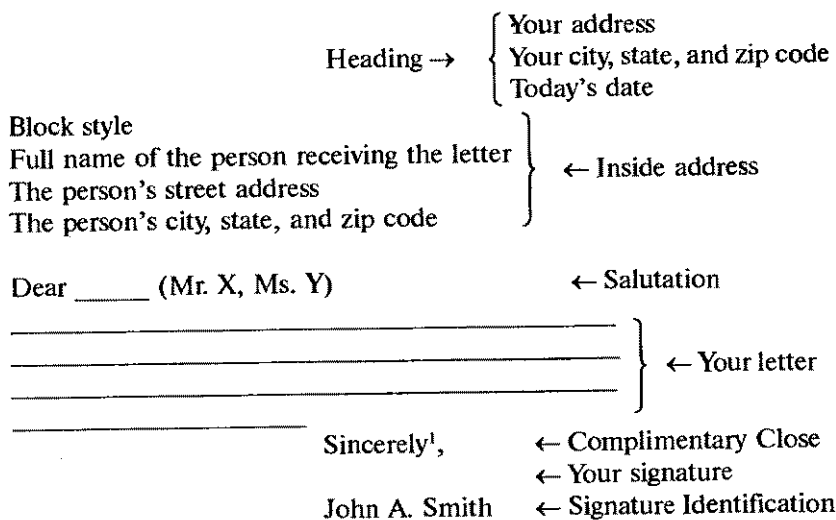 Your address
Heading → Your city, state, and zip code
Today's date
Block style
Full name of the person receiving the letter
The person's street address
← Inside address
The person's city, state, and zip code
Dear _____ (Mr. X, Ms. Y) ← Salutation
← Your letter
Sincerely¹, ← Complimentary Close
← Your signature
John A. Smith ← Signature Identification